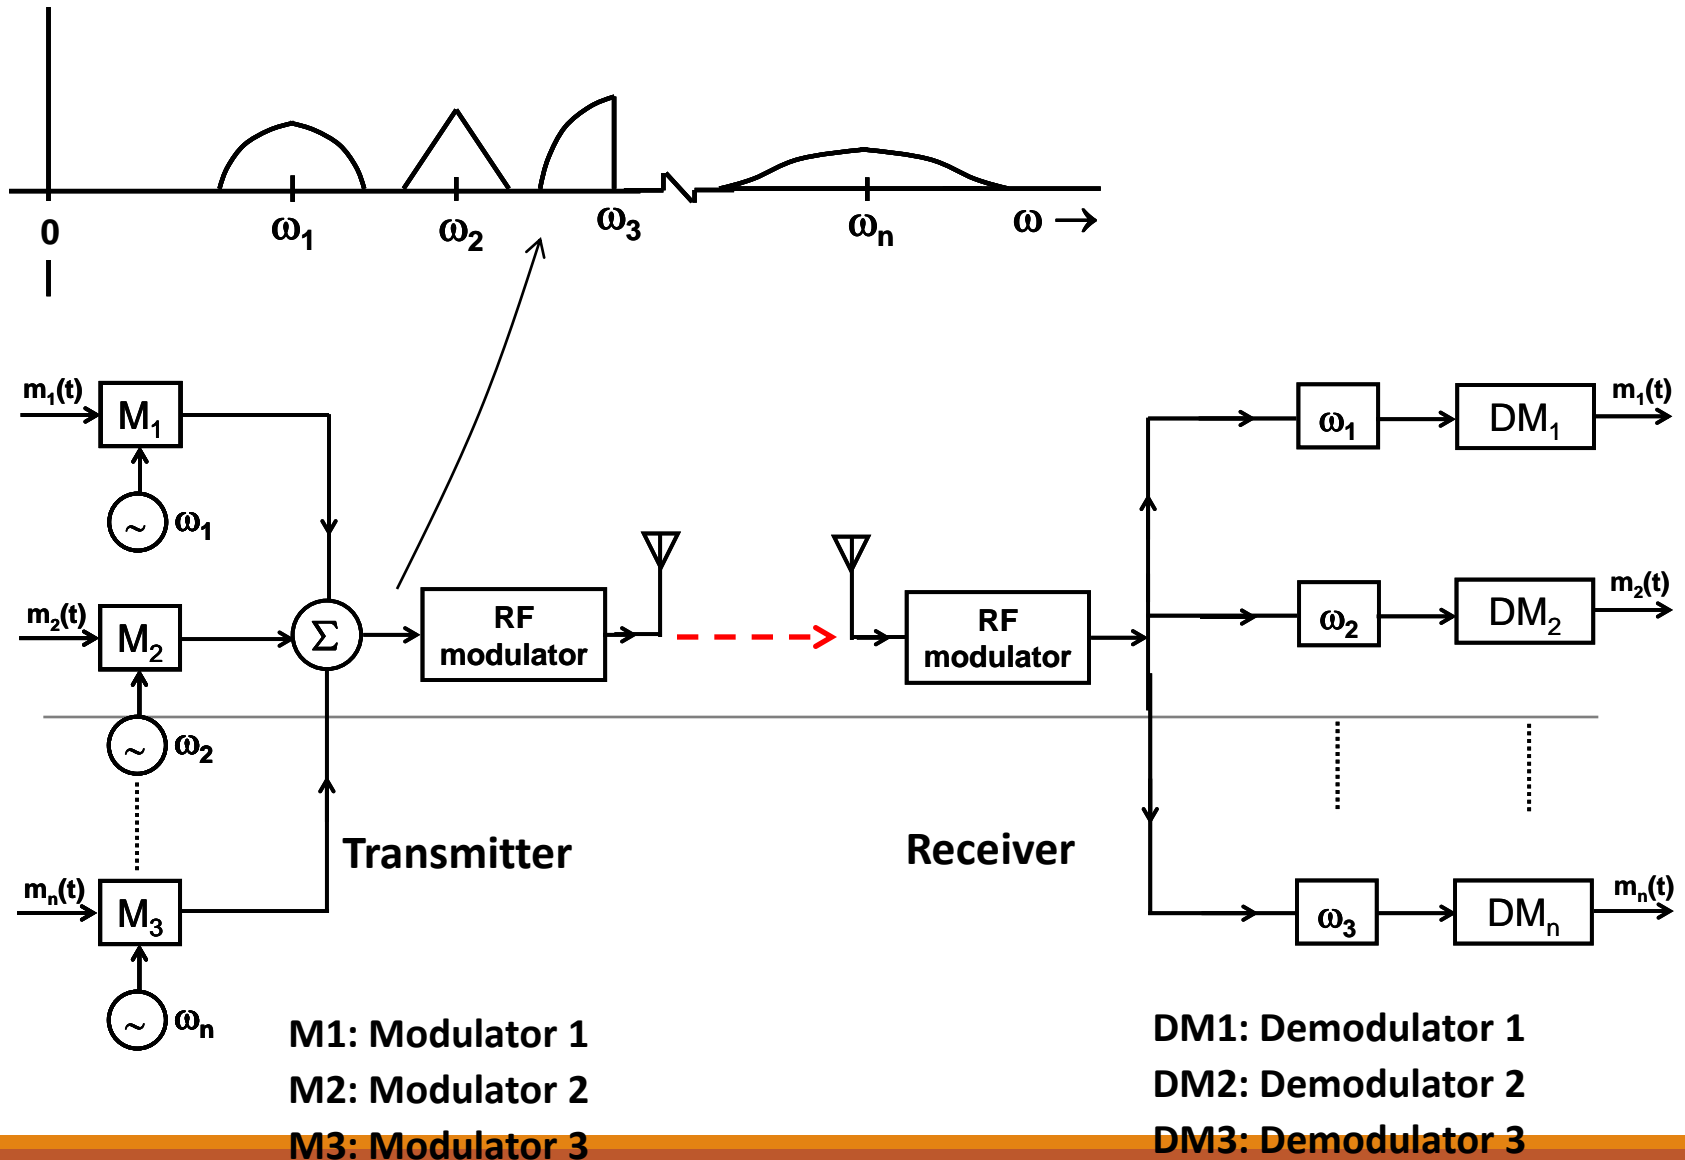 0 ω1 ω2 ω3 ωn ω →
m1(t) M1 ω1 m1(t) DM1
~ ω1
m2(t) M2 Σ RF
modulator
RF
modulator
ω2 DM2 m2(t)
~ ω2
Transmitter Receiver
mn(t) M3 ω3 DMn mn(t)
~ ωn
M1: Modulator 1
M2: Modulator 2
M3: Modulator 3
DM1: Demodulator 1
DM2: Demodulator 2
DM3: Demodulator 3